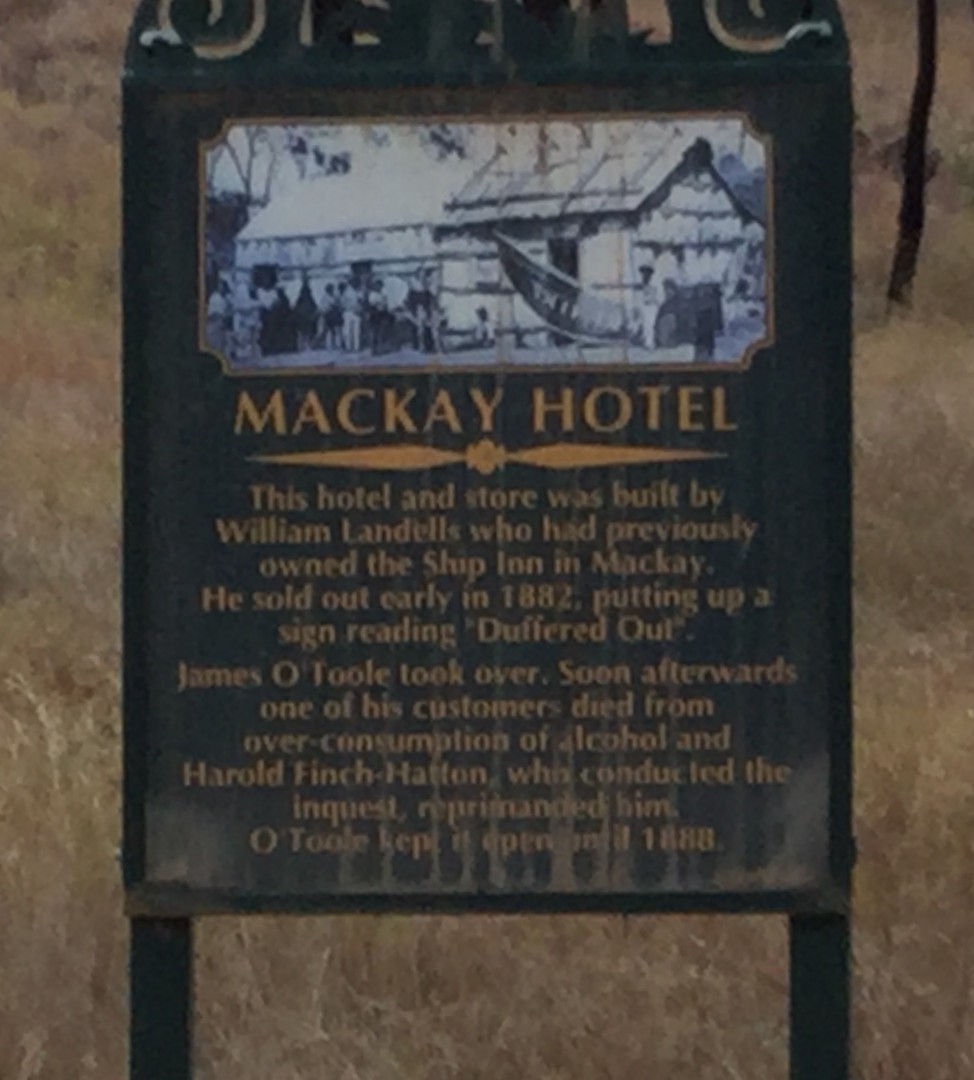 MACKAY HOTEL
This hotel and store was built by
William Landells who had previously
owned the Ship Inn in Mackay.
He sold out early in 1882, putting up a
sign reading "Duffered Out".
James O'Toole took over. Soon afterwards
one of his customers died from
over-consumption of alcohol and
Harold Finch-Hatton, who conducted the
inquest, reprimanded him.
O'Toole kept it open until 1888.